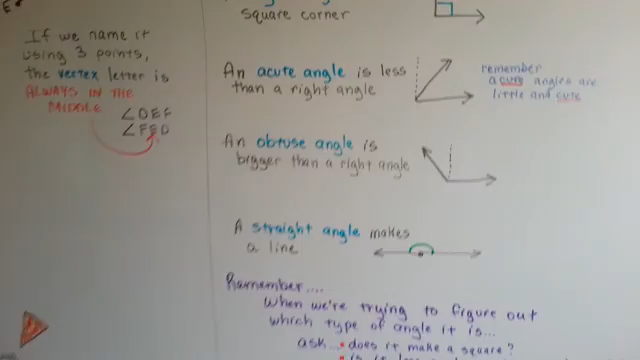 E
If we name it
using 3 points,
the vertex letter is
ALWAYS IN THE
MIDDLE
∠DEF
∠FED
square corner
An acute angle is less
than a right angle
remember
acute angles are
little and cute
An obtuse angle is
bigger than a right angle
A straight angle makes
a line
Remember....
When we're trying to figure out
which type of angle it is...
ask... • does it make a square?